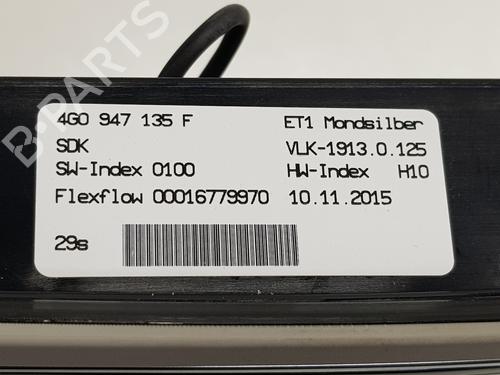 B-PARTS
4G0 947 135 F ET1 Mondsilber
SDK VLK-1913.0.125
SW-Index 0100 HW-Index H10
Flexflow 00016779970 10.11.2015
29s